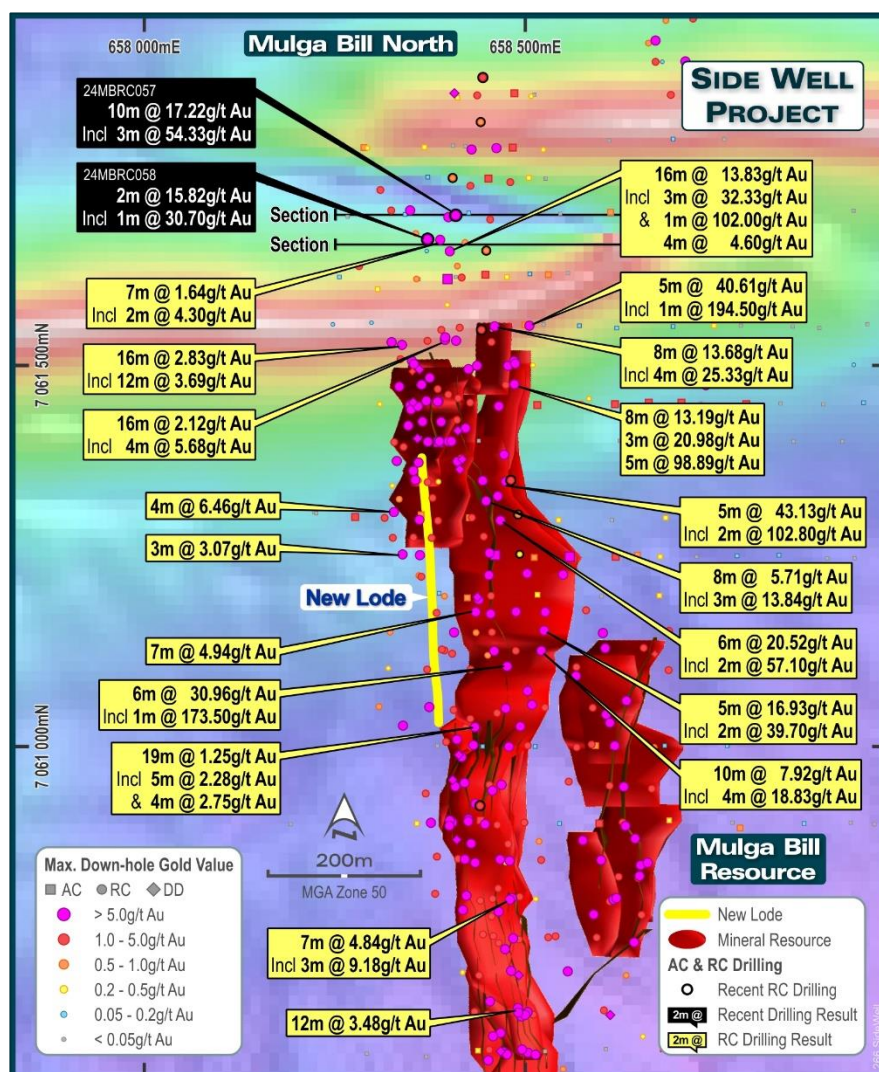 658 000mE
Mulga Bill North
658 500mE
SIDE WELL
PROJECT
24MBRC057
10m @ 17.22g/t Au
Incl 3m @ 54.33g/t Au
24MBRC058
2m @ 15.82g/t Au
Incl 1m @ 30.70g/t Au
Section
Section
16m @ 13.83g/t Au
Incl 3m @ 32.33g/t Au
& 1m @ 102.00g/t Au
4m @ 4.60g/t Au
7m @ 1.64g/t Au
Incl 2m @ 4.30g/t Au
5m @ 40.61g/t Au
Incl 1m @ 194.50g/t Au
7 061 500mN
16m @ 2.83g/t Au
Incl 12m @ 3.69g/t Au
8m @ 13.68g/t Au
Incl 4m @ 25.33g/t Au
16m @ 2.12g/t Au
Incl 4m @ 5.68g/t Au
8m @ 13.19g/t Au
3m @ 20.98g/t Au
5m @ 98.89g/t Au
4m @ 6.46g/t Au
5m @ 43.13g/t Au
Incl 2m @ 102.80g/t Au
3m @ 3.07g/t Au
8m @ 5.71g/t Au
Incl 3m @ 13.84g/t Au
New Lode
7m @ 4.94g/t Au
6m @ 20.52g/t Au
Incl 2m @ 57.10g/t Au
6m @ 30.96g/t Au
Incl 1m @ 173.50g/t Au
5m @ 16.93g/t Au
Incl 2m @ 39.70g/t Au
7 061 000mN
19m @ 1.25g/t Au
Incl 5m @ 2.28g/t Au
& 4m @ 2.75g/t Au
10m @ 7.92g/t Au
Incl 4m @ 18.83g/t Au
N
200m
MGA Zone 50
Mulga Bill
Resource
Max. Down-hole Gold Value
AC RC DD
> 5.0g/t Au
1.0 - 5.0g/t Au
0.5 - 1.0g/t Au
0.2 - 0.5g/t Au
0.05 - 0.2g/t Au
< 0.05g/t Au
7m @ 4.84g/t Au
Incl 3m @ 9.18g/t Au
12m @ 3.48g/t Au
New Lode
Mineral Resource
AC & RC Drilling
Recent RC Drilling
2m @ Recent Drilling Result
2m @ RC Drilling Result
266 SideWell